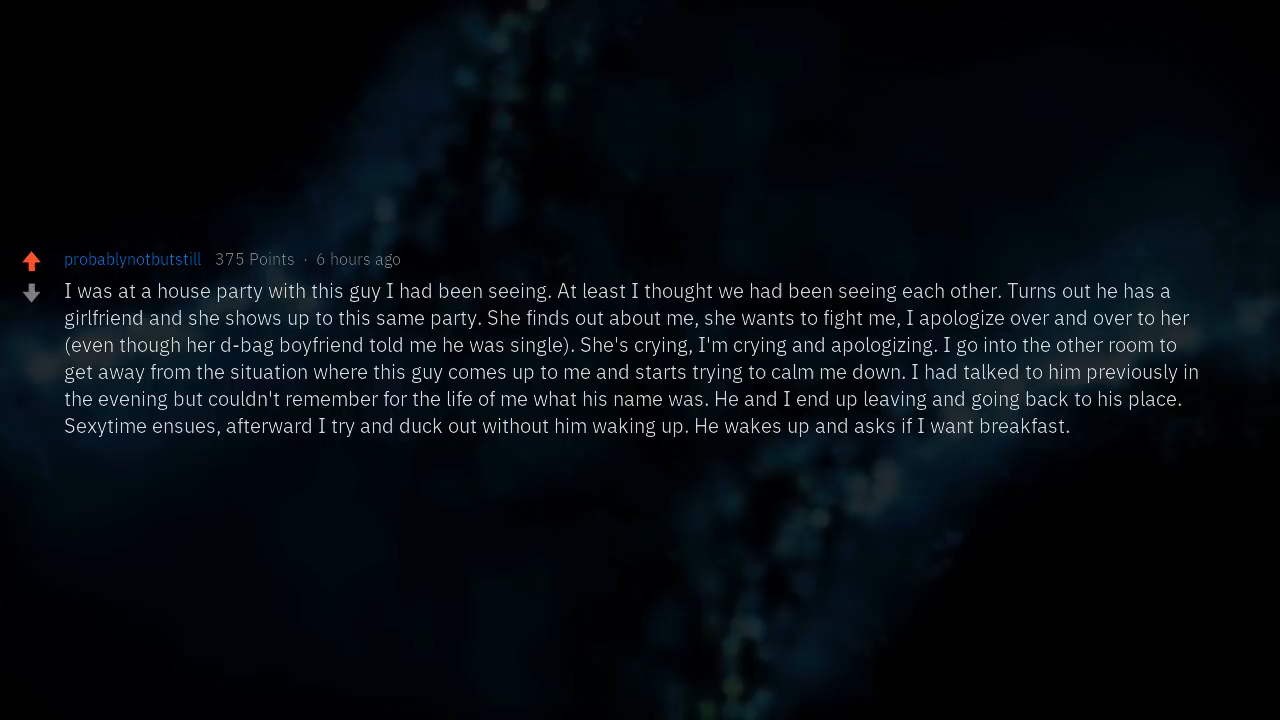 probablynotbutstill 375 Points · 6 hours ago
I was at a house party with this guy I had been seeing. At least I thought we had been seeing each other. Turns out he has a
girlfriend and she shows up to this same party. She finds out about me, she wants to fight me, I apologize over and over to her
(even though her d-bag boyfriend told me he was single). She's crying, I'm crying and apologizing. I go into the other room to
get away from the situation where this guy comes up to me and starts trying to calm me down. I had talked to him previously in
the evening but couldn't remember for the life of me what his name was. He and I end up leaving and going back to his place.
Sexytime ensues, afterward I try and duck out without him waking up. He wakes up and asks if I want breakfast.